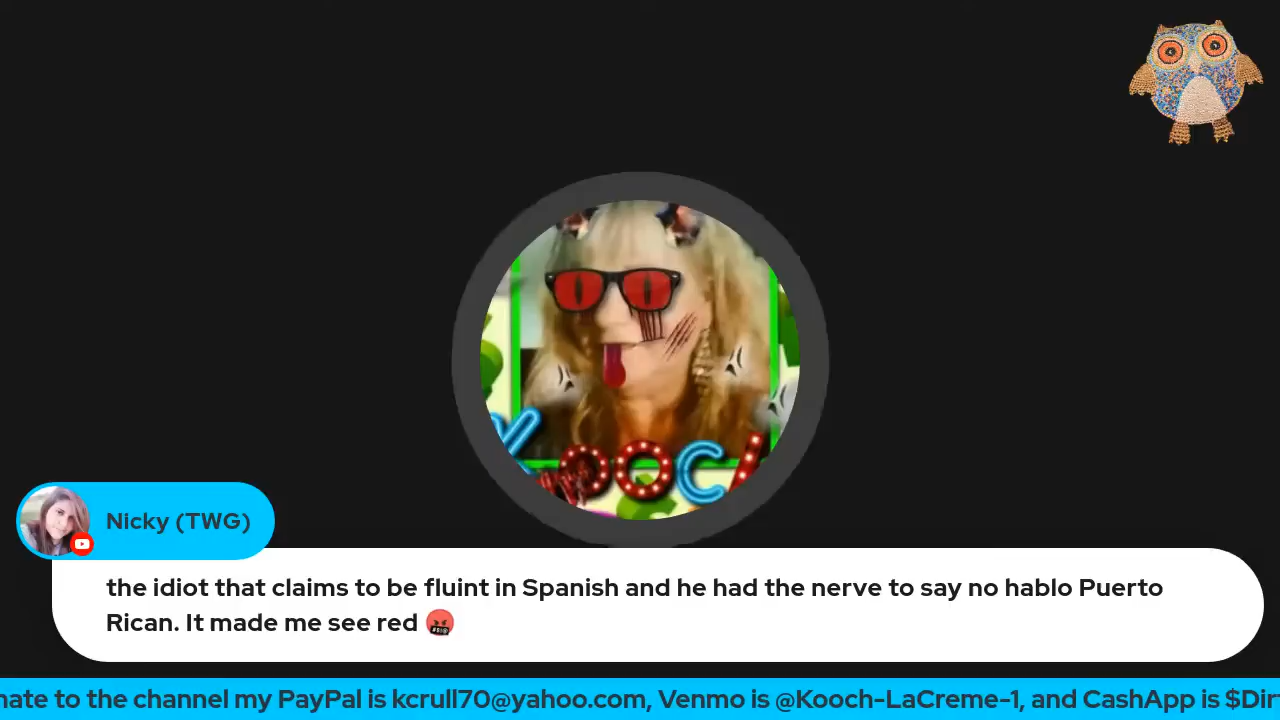 KOOCH
Nicky (TWG)
the idiot that claims to be fluint in Spanish and he had the nerve to say no hablo Puerto
Rican. It made me see red 🤬
nate to the channel my PayPal is kcrull70@yahoo.com, Venmo is @Kooch-LaCreme-1, and CashApp is $Dir